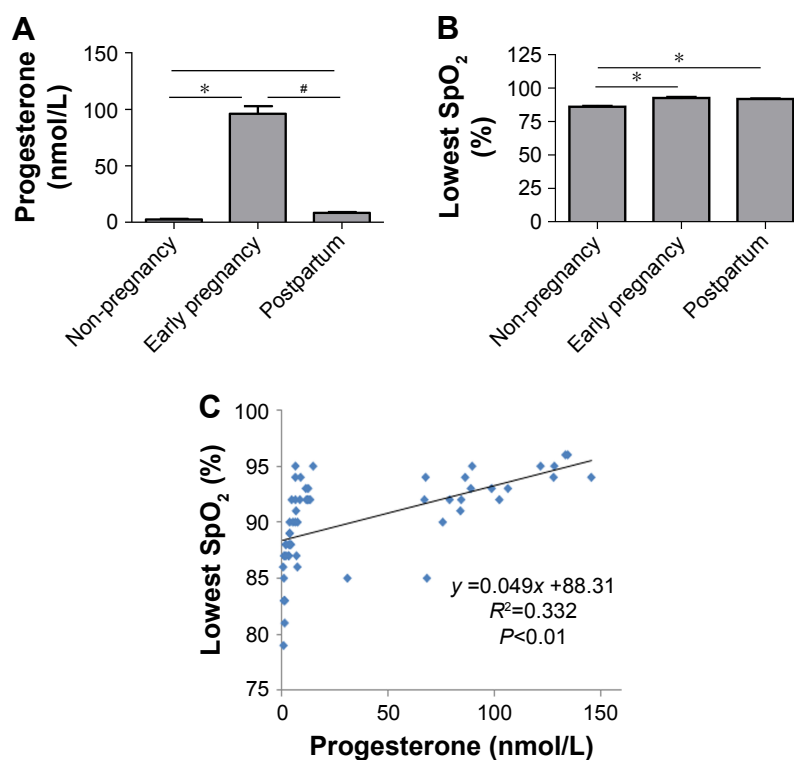 A
Progesterone
(nmol/L)
150
100
50
0
*
#
Non-pregnancy
Early pregnancy
Postpartum
B
Lowest SpO₂
(%)
125
100
75
50
25
0
*
*
Non-pregnancy
Early pregnancy
Postpartum
C
Lowest SpO₂ (%)
100
95
90
85
80
75
y =0.049x +88.31
R²=0.332
P<0.01
0
50
100
150
Progesterone (nmol/L)